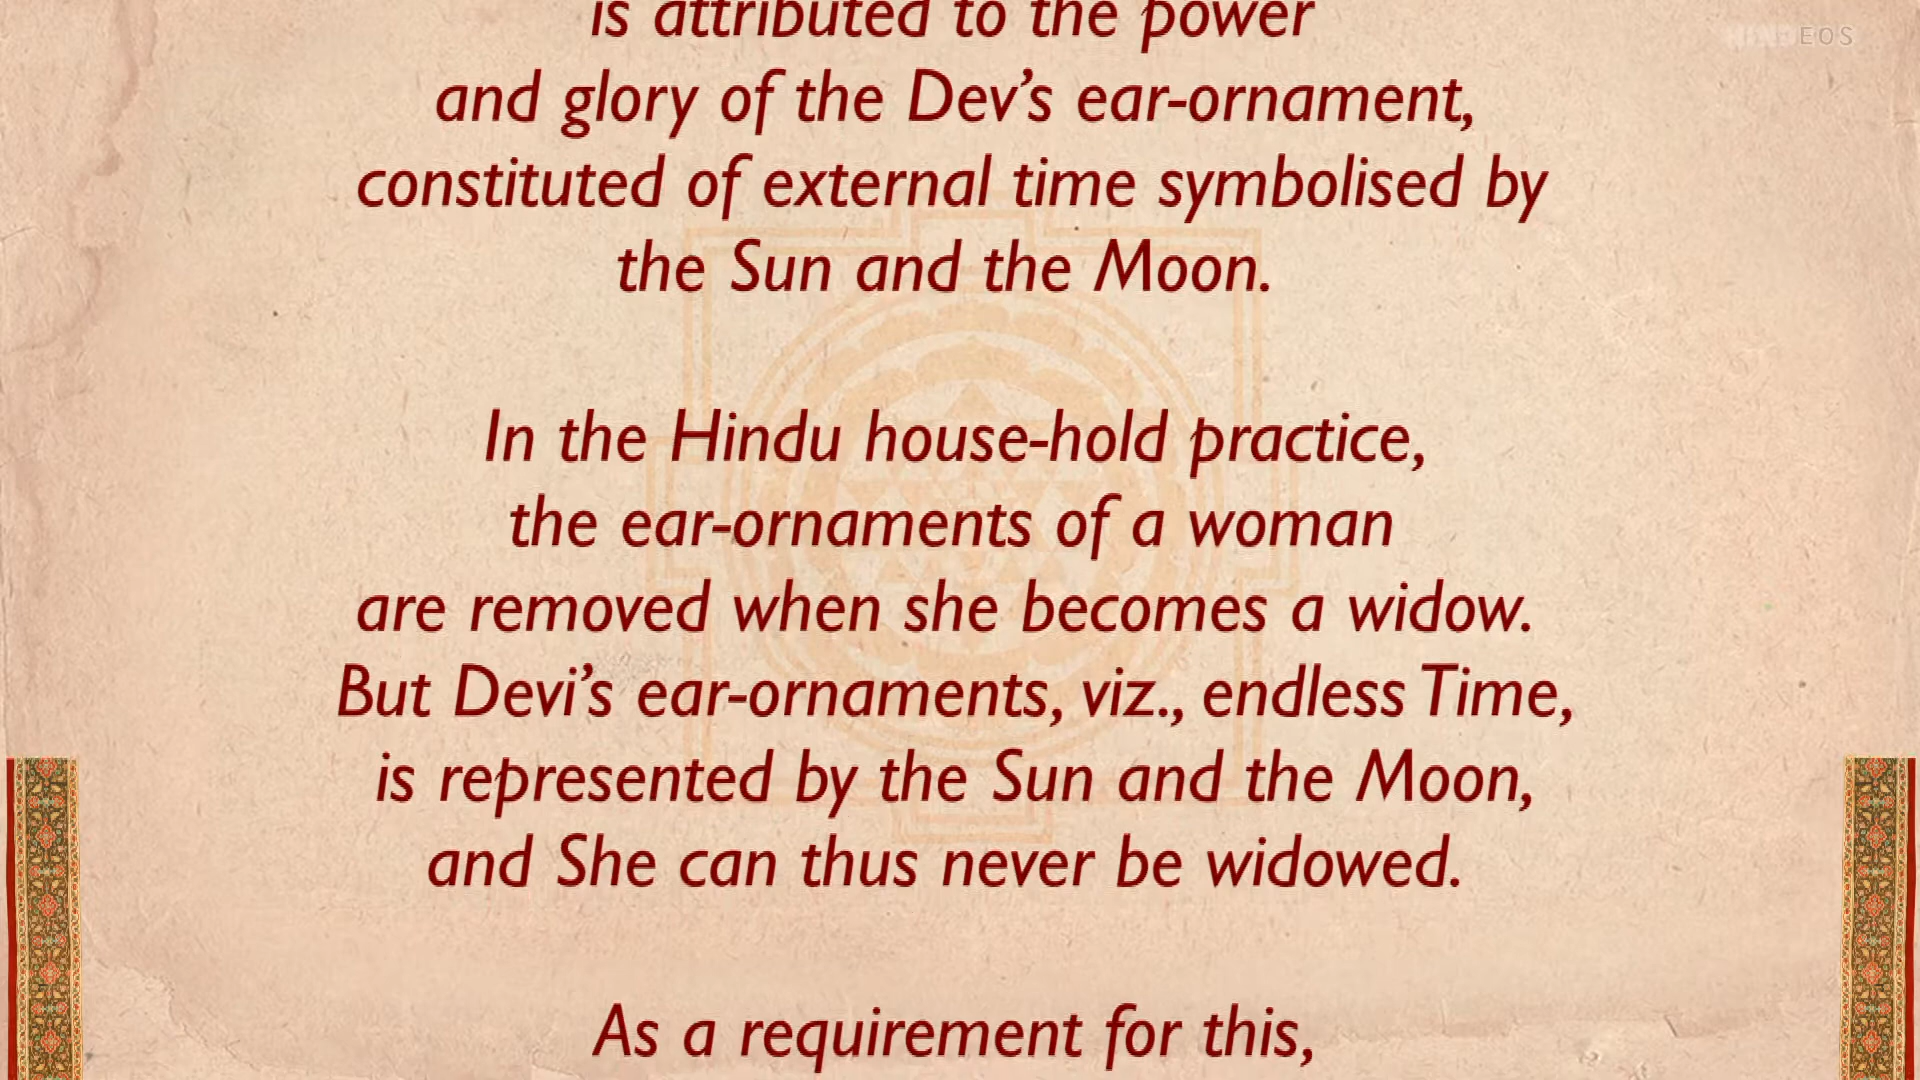 is attributed to the power
HINDEOS
and glory of the Dev’s ear-ornament,
constituted of external time symbolised by
the Sun and the Moon.
In the Hindu house-hold practice,
the ear-ornaments of a woman
are removed when she becomes a widow.
But Devi’s ear-ornaments, viz., endless Time,
is represented by the Sun and the Moon,
and She can thus never be widowed.
As a requirement for this,